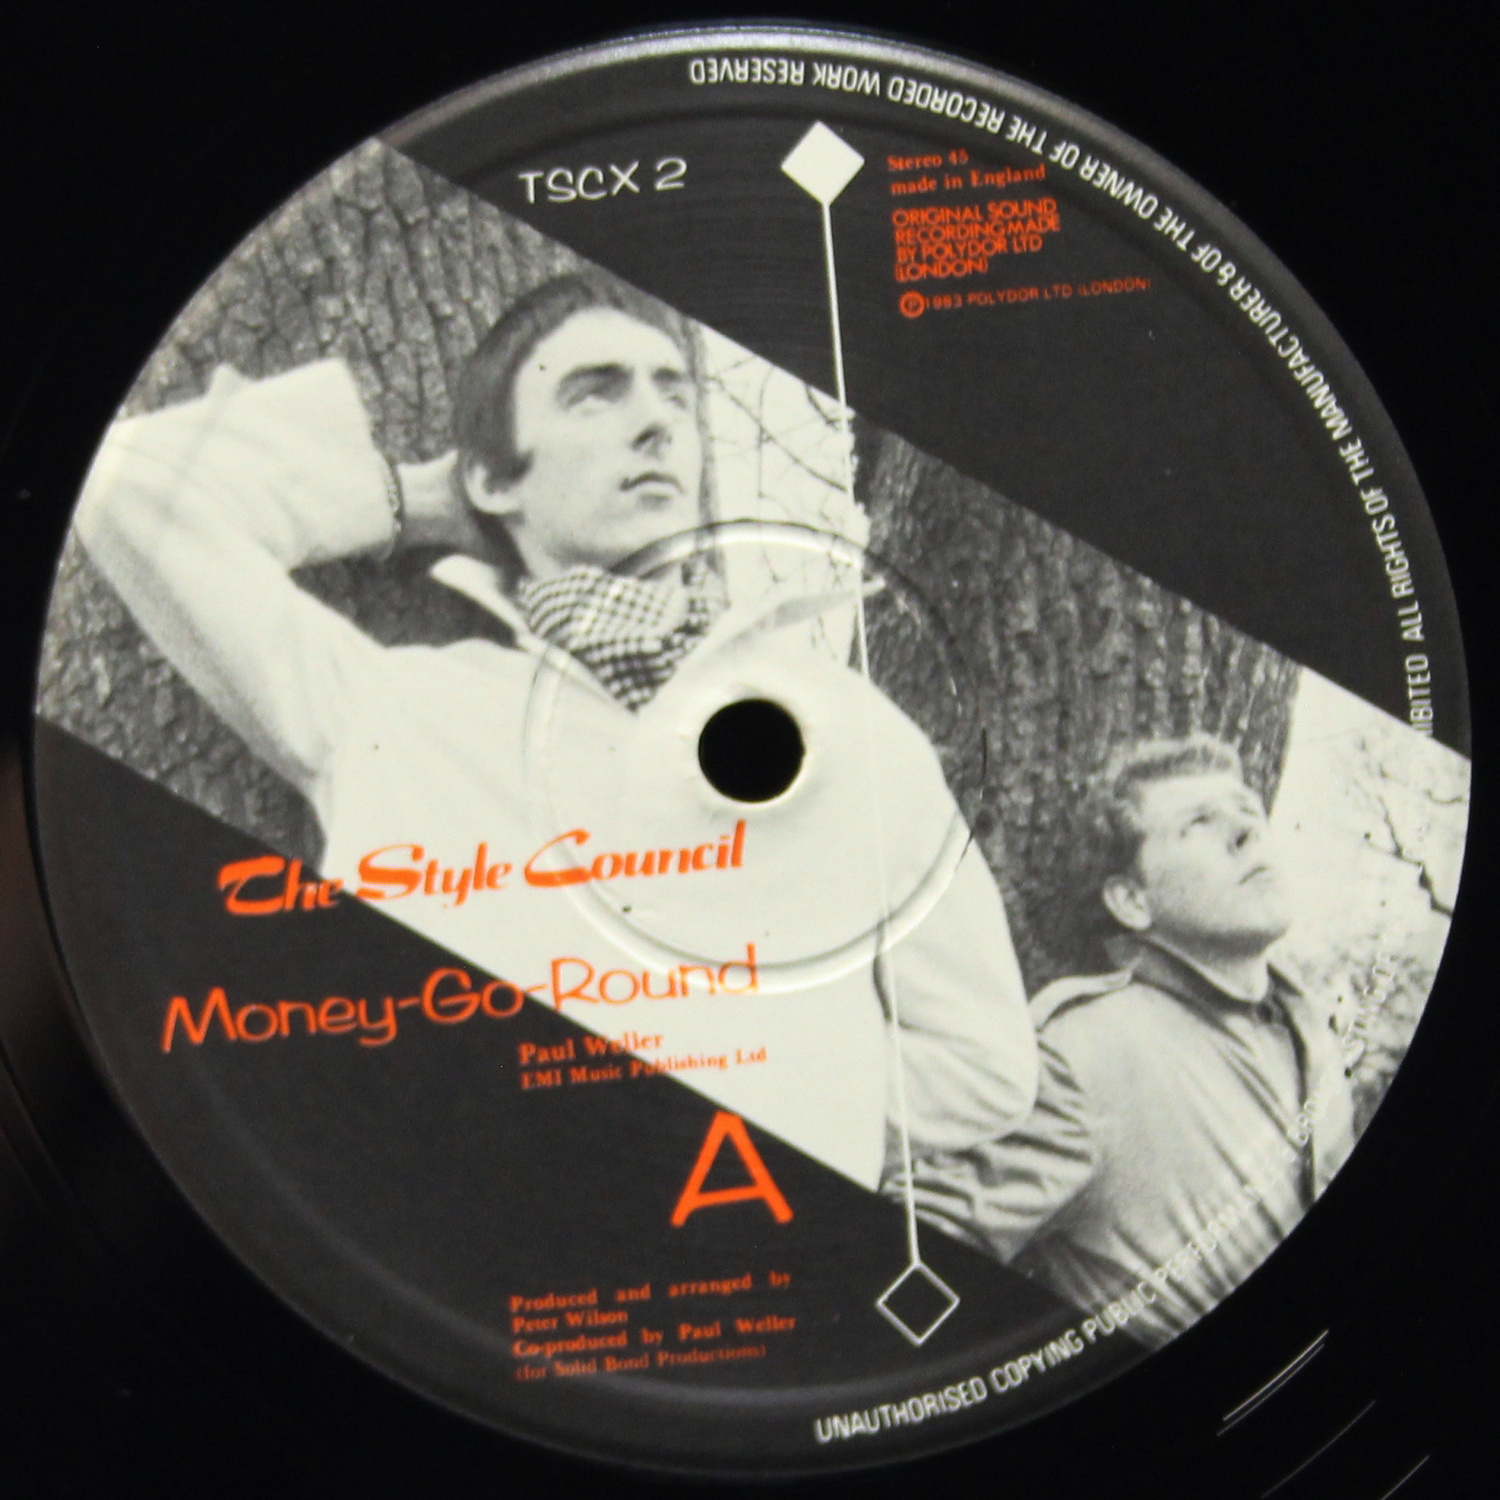 TSCX 2
Stereo 45
made in England
ORIGINAL SOUND
RECORDING MADE
BY POLYDOR LTD
(LONDON)
℗ 1983 POLYDOR LTD (LONDON)
The Style Council
Money-Go-Round
Paul Weller
EMI Music Publishing Ltd
A
Produced and arranged by
Peter Wilson
Co-produced by Paul Weller
(for Solid Bond Productions)
UNAUTHORISED COPYING PUBLIC PERFORMANCE ALL RIGHTS OF THE MANUFACTURER & OF THE OWNER OF THE RECORDED WORK RESERVED